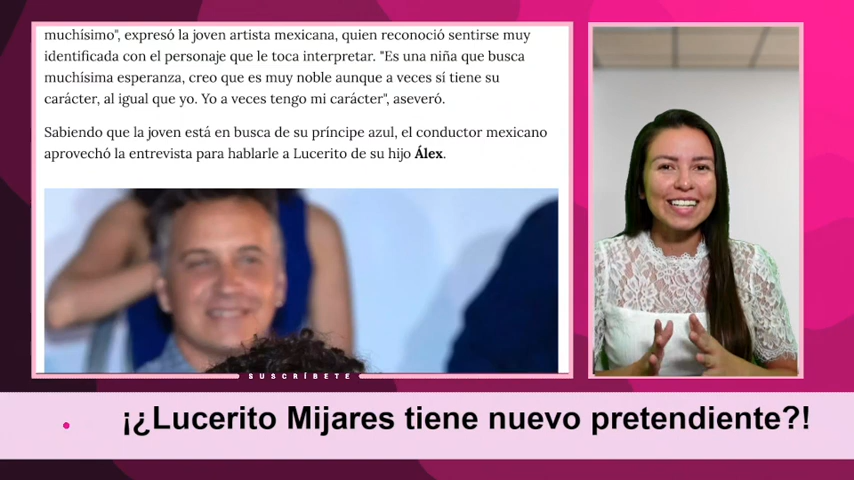 muchísimo", expresó la joven artista mexicana, quien reconoció sentirse muy
identificada con el personaje que le toca interpretar. "Es una niña que busca
muchísima esperanza, creo que es muy noble aunque a veces sí tiene su
carácter, al igual que yo. Yo a veces tengo mi carácter", aseveró.
Sabiendo que la joven está en busca de su príncipe azul, el conductor mexicano
aprovechó la entrevista para hablarle a Lucerito de su hijo Álex.
SUSCRÍBETE
¡¿Lucerito Mijares tiene nuevo pretendiente?!